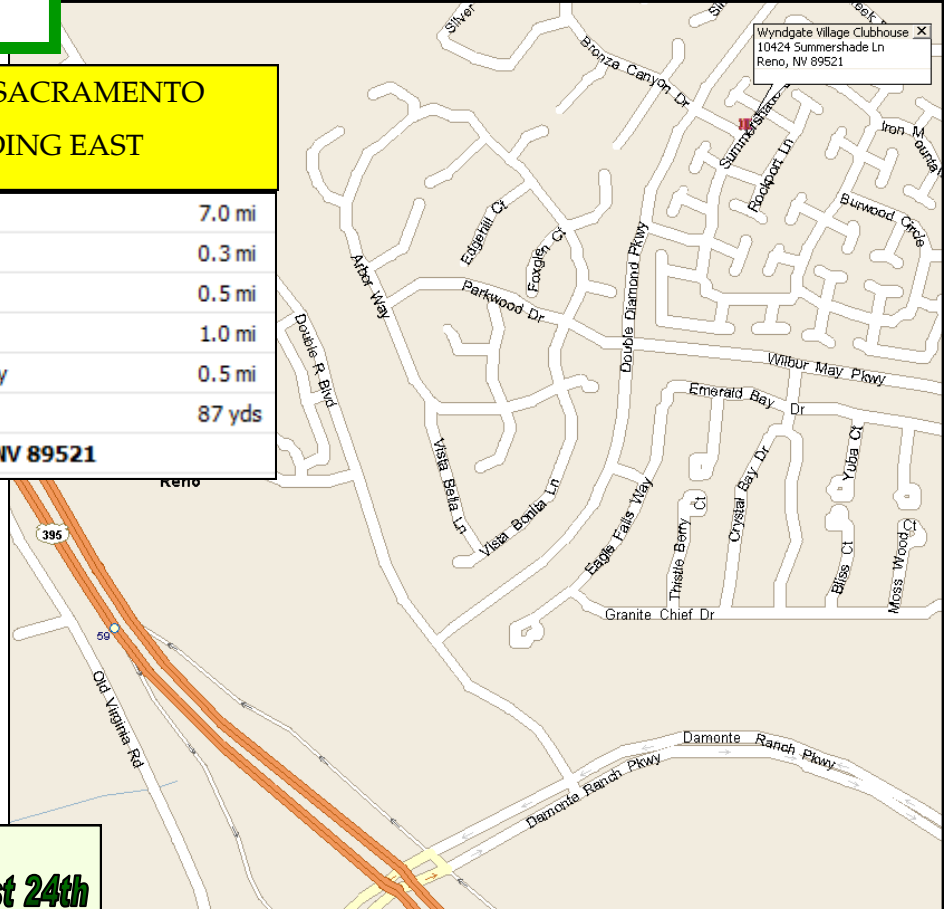 SACRAMENTO
DING EAST
7.0 mi
0.3 mi
0.5 mi
1.0 mi
y
0.5 mi
87 yds
NV 89521
Reno
Wyndgate Village Clubhouse X
10424 Summershade Ln
Reno, NV 89521
Silver
Bronze Canyon Dr
Summershade
Rockport Ln
Iron M
ountai
Burwood Circle
Edgehill Ct
Foxglen Ct
Arbor Way
Parkwood Dr
Double Diamond Pkwy
Double R Blvd
Wilbur May Pkwy
Emerald Bay Dr
Vista Bella Ln
Vista Bonita Ln
Eagle Falls Way
Thistle Berry Ct
Crystal Bay Dr
Yuba Ct
Bliss Ct
Moss Wood Ct
Granite Chief Dr
395
59
Old Virginia Rd
Damonte Ranch Pkwy
Damonte Ranch Pkwy
st 24th